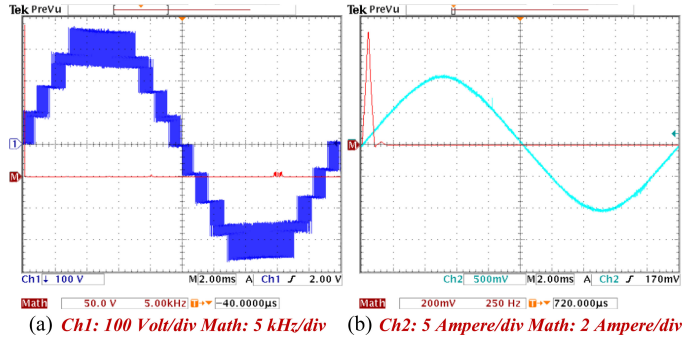 Tek PreVu
1
M
Ch1 100 V M 2.00ms A Ch1 2.00 V
Math 50.0 V 5.00kHz T −40.0000µs
(a) Ch1: 100 Volt/div Math: 5 kHz/div
Tek PreVu
M
Ch2 500mV M 2.00ms A Ch2 170mV
Math 200mV 250 Hz T 720.000µs
(b) Ch2: 5 Ampere/div Math: 2 Ampere/div